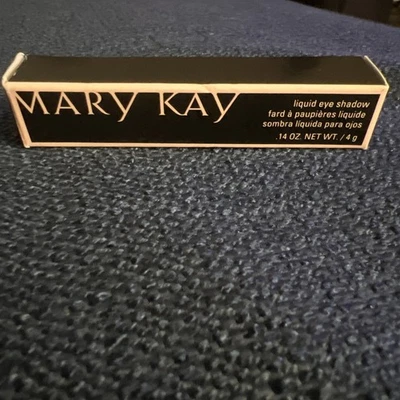 MARY KAY
liquid eye shadow
fard à paupières liquide
sombra líquida para ojos
.14 OZ. NET WT. / 4 g